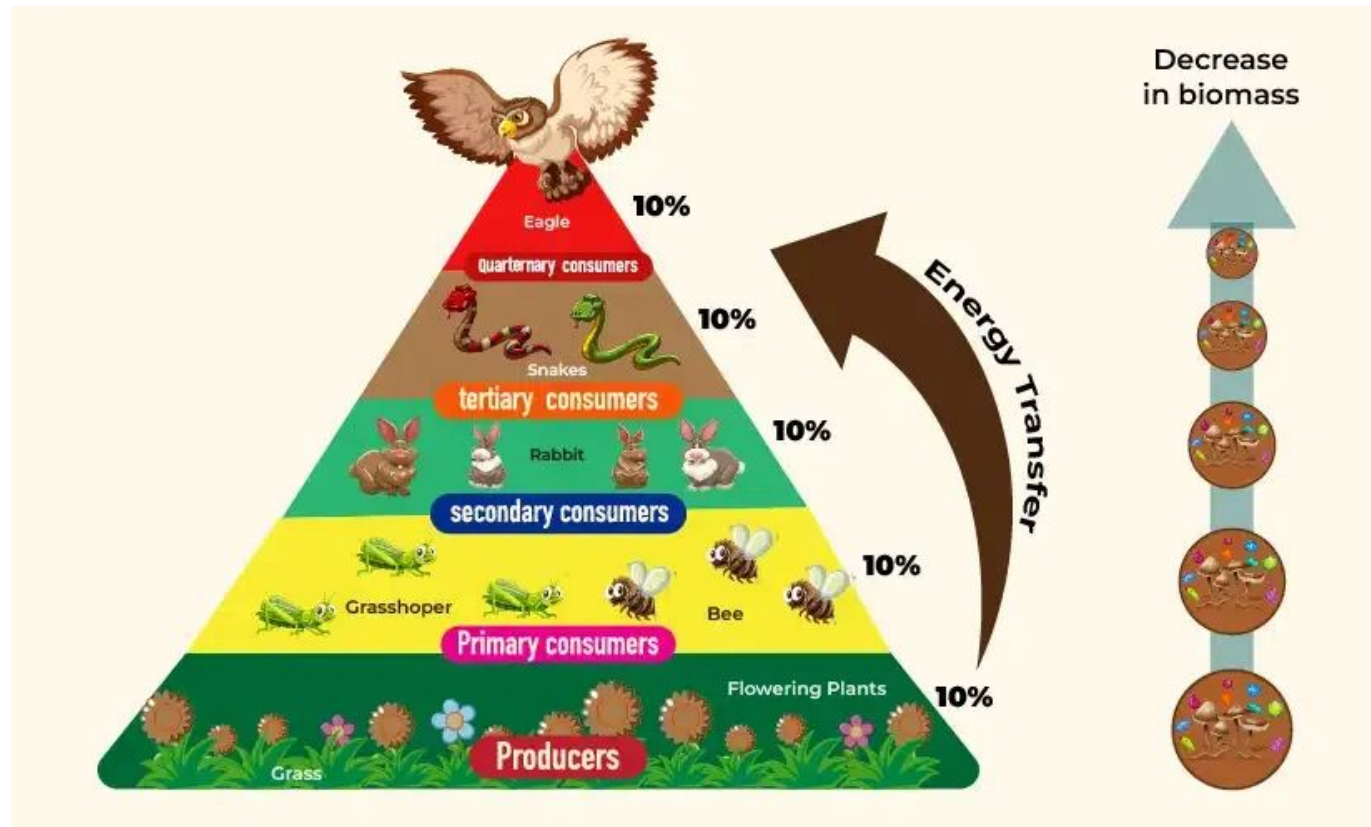 Decrease
in biomass
10%
Eagle
Quarternary consumers
10%
Snakes
tertiary consumers
10%
Rabbit
secondary consumers
10%
Grasshoper
Bee
Primary consumers
Flowering Plants
10%
Producers
Grass
Energy Transfer